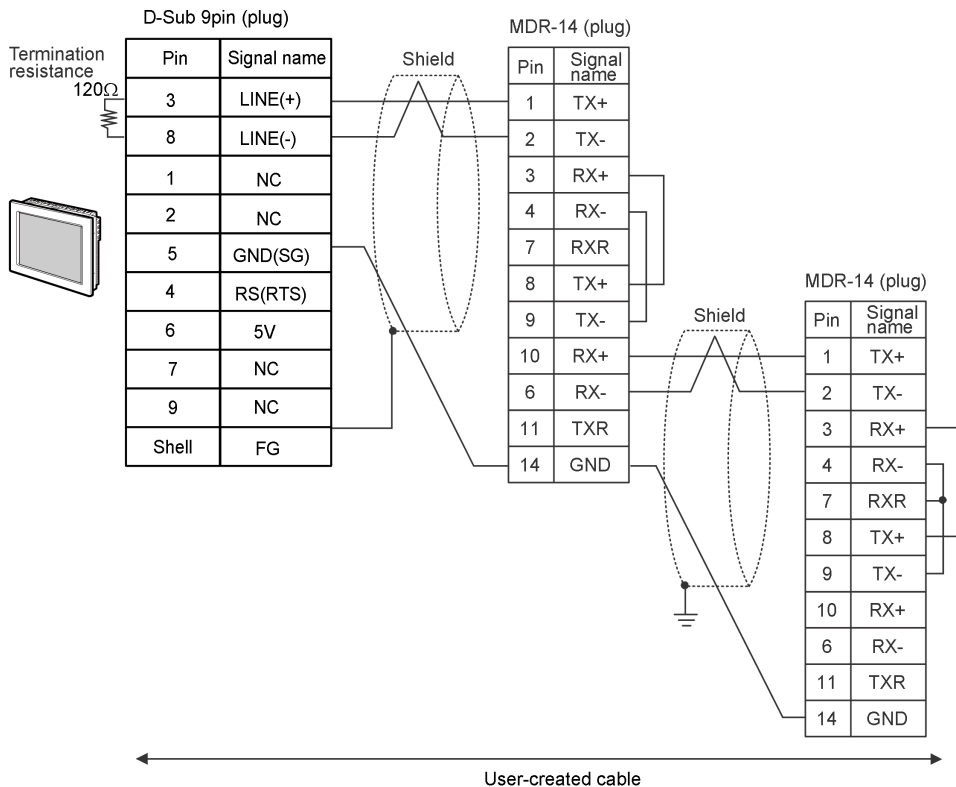 D-Sub 9pin (plug)
Termination
resistance
120Ω
Pin Signal name
3 LINE(+)
8 LINE(-)
1 NC
2 NC
5 GND(SG)
4 RS(RTS)
6 5V
7 NC
9 NC
Shell FG
Shield
MDR-14 (plug)
Pin Signal
name
1 TX+
2 TX-
3 RX+
4 RX-
7 RXR
8 TX+
9 TX-
10 RX+
6 RX-
11 TXR
14 GND
Shield
MDR-14 (plug)
Pin Signal
name
1 TX+
2 TX-
3 RX+
4 RX-
7 RXR
8 TX+
9 TX-
10 RX+
6 RX-
11 TXR
14 GND
User-created cable